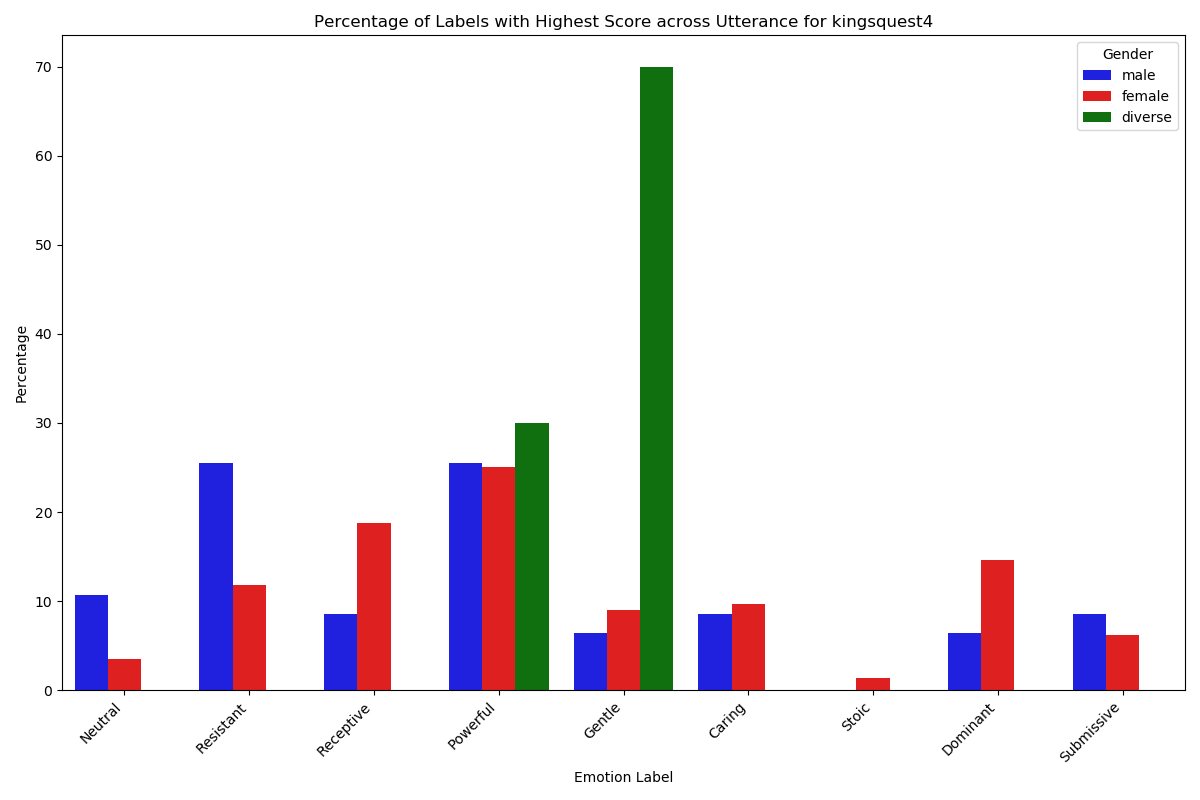 Percentage of Labels with Highest Score across Utterance for kingsquest4
Gender
male
female
diverse
Percentage
70
60
50
40
30
20
10
0
Neutral
Resistant
Receptive
Powerful
Gentle
Caring
Stoic
Dominant
Submissive
Emotion Label